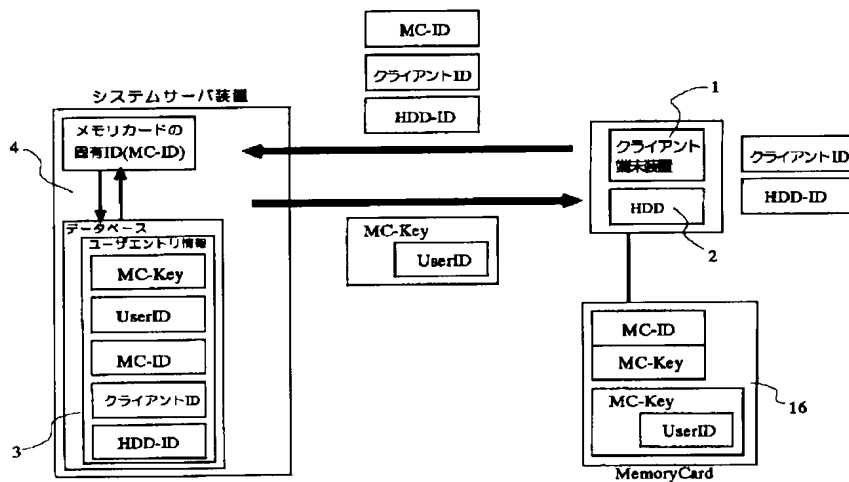 MC-ID
クライアントID
HDD-ID
システムサーバ装置
メモリカードの
固有ID(MC-ID)
4
データベース
ユーザエントリ情報
MC-Key
UserID
MC-ID
クライアントID
HDD-ID
3
MC-Key
UserID
1
クライアント
端末装置
HDD
2
クライアントID
HDD-ID
MC-ID
MC-Key
MC-Key
UserID
16
MemoryCard